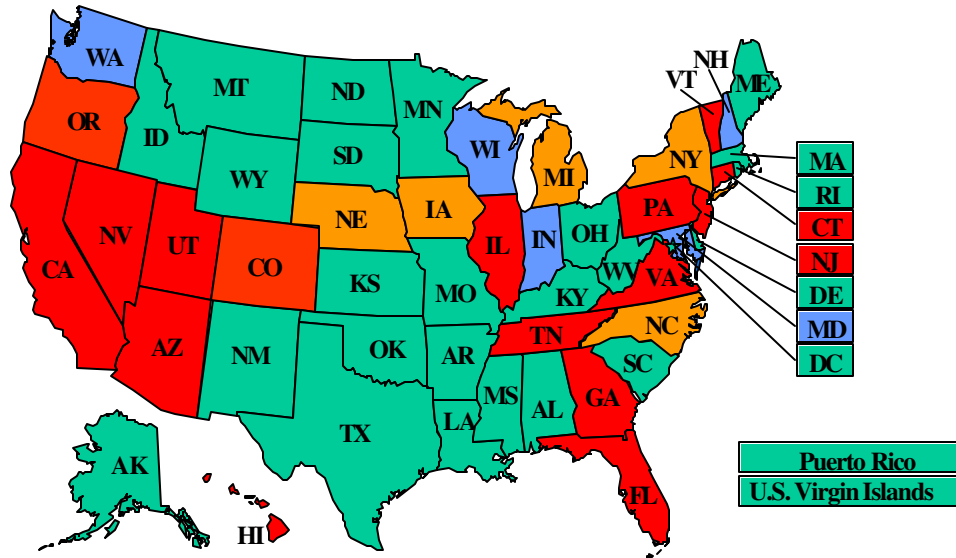 WA
NH
VT
ME
MT
ND
MN
OR
ID
SD
WI
NY
MA
WY
MI
RI
NE
IA
PA
CT
NV
UT
IL
IN
OH
NJ
CA
CO
WV
VA
KS
MO
KY
DE
NC
MD
AZ
NM
OK
AR
TN
SC
DC
MS
AL
GA
TX
LA
AK
FL
HI
Puerto Rico
U.S. Virgin Islands